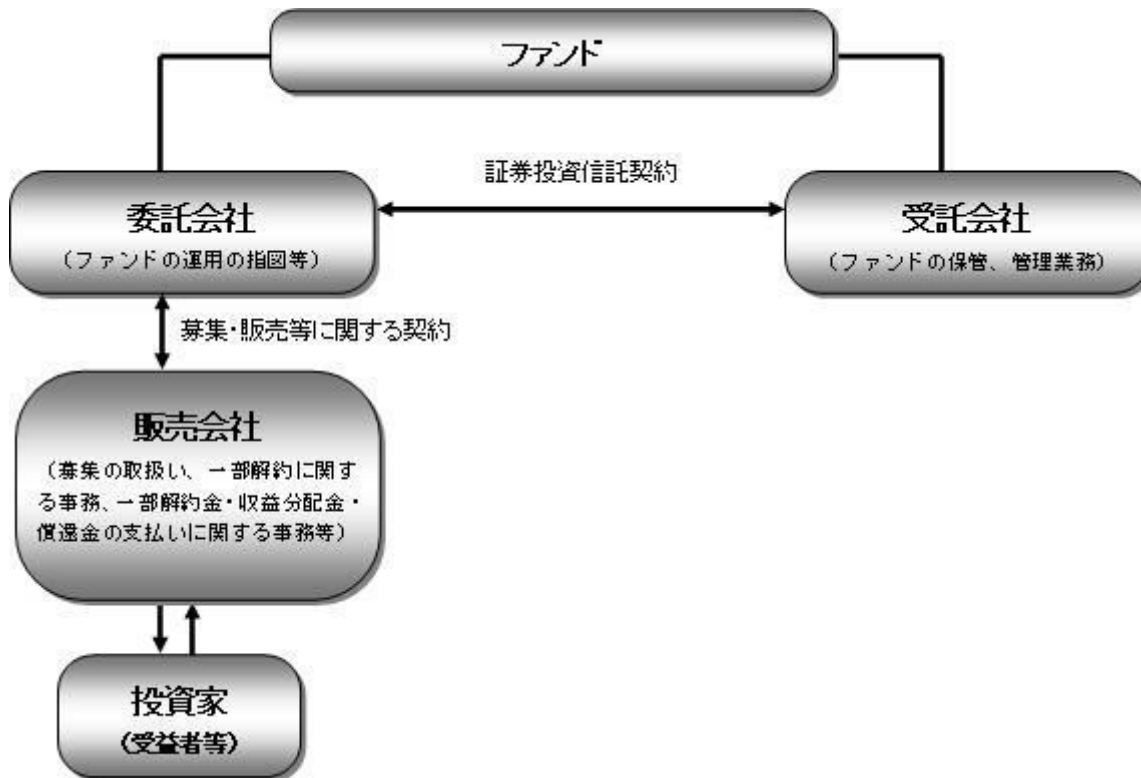 ファンド
証券投資信託契約
委託会社
(ファンドの運用の指図等)
受託会社
(ファンドの保管、管理業務)
募集・販売等に関する契約
販売会社
(募集の取扱い、一部解約に関す
る事務、一部解約金・収益分配金・
償還金の支払いに関する事務等)
投資家
(受益者等)